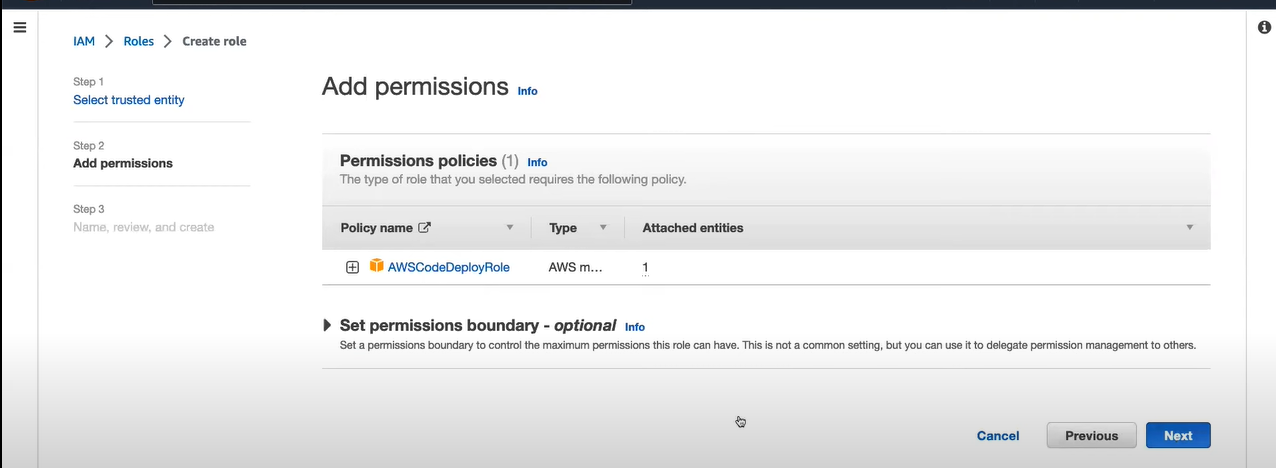 IAM > Roles > Create role
Step 1
Select trusted entity
Step 2
Add permissions
Step 3
Name, review, and create
Add permissions Info
Permissions policies (1) Info
The type of role that you selected requires the following policy.
Policy name Type Attached entities
AWSCodeDeployRole AWS m... 1
Set permissions boundary - optional Info
Set a permissions boundary to control the maximum permissions this role can have. This is not a common setting, but you can use it to delegate permission management to others.
Cancel Previous Next